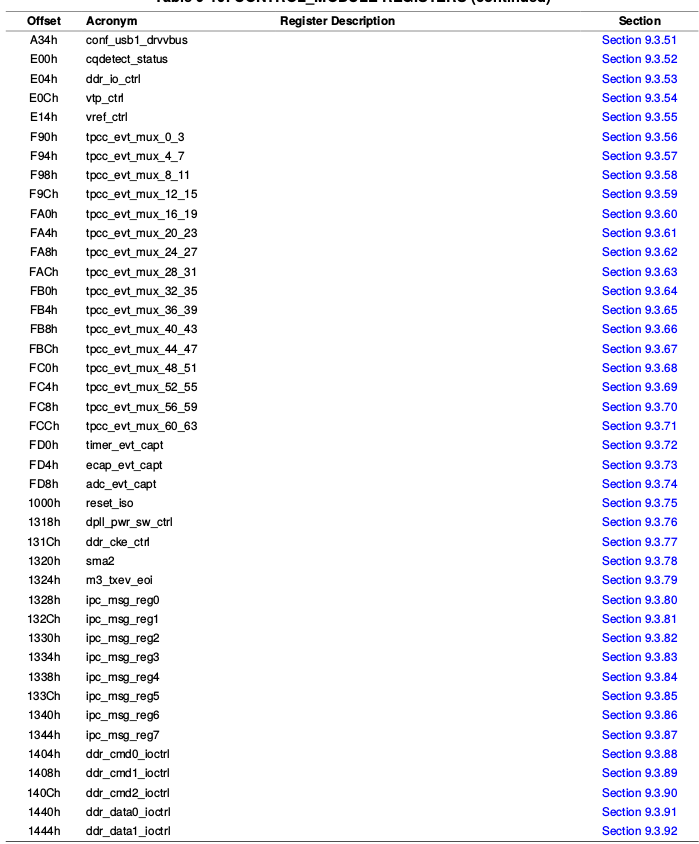 Offset Acronym Register Description Section
A34h conf_usb1_drvvbus Section 9.3.51
E00h cqdetect_status Section 9.3.52
E04h ddr_io_ctrl Section 9.3.53
E0Ch vtp_ctrl Section 9.3.54
E14h vref_ctrl Section 9.3.55
F90h tpcc_evt_mux_0_3 Section 9.3.56
F94h tpcc_evt_mux_4_7 Section 9.3.57
F98h tpcc_evt_mux_8_11 Section 9.3.58
F9Ch tpcc_evt_mux_12_15 Section 9.3.59
FA0h tpcc_evt_mux_16_19 Section 9.3.60
FA4h tpcc_evt_mux_20_23 Section 9.3.61
FA8h tpcc_evt_mux_24_27 Section 9.3.62
FACh tpcc_evt_mux_28_31 Section 9.3.63
FB0h tpcc_evt_mux_32_35 Section 9.3.64
FB4h tpcc_evt_mux_36_39 Section 9.3.65
FB8h tpcc_evt_mux_40_43 Section 9.3.66
FBCh tpcc_evt_mux_44_47 Section 9.3.67
FC0h tpcc_evt_mux_48_51 Section 9.3.68
FC4h tpcc_evt_mux_52_55 Section 9.3.69
FC8h tpcc_evt_mux_56_59 Section 9.3.70
FCCh tpcc_evt_mux_60_63 Section 9.3.71
FD0h timer_evt_capt Section 9.3.72
FD4h ecap_evt_capt Section 9.3.73
FD8h adc_evt_capt Section 9.3.74
1000h reset_iso Section 9.3.75
1318h dpll_pwr_sw_ctrl Section 9.3.76
131Ch ddr_cke_ctrl Section 9.3.77
1320h sma2 Section 9.3.78
1324h m3_txev_eoi Section 9.3.79
1328h ipc_msg_reg0 Section 9.3.80
132Ch ipc_msg_reg1 Section 9.3.81
1330h ipc_msg_reg2 Section 9.3.82
1334h ipc_msg_reg3 Section 9.3.83
1338h ipc_msg_reg4 Section 9.3.84
133Ch ipc_msg_reg5 Section 9.3.85
1340h ipc_msg_reg6 Section 9.3.86
1344h ipc_msg_reg7 Section 9.3.87
1404h ddr_cmd0_ioctrl Section 9.3.88
1408h ddr_cmd1_ioctrl Section 9.3.89
140Ch ddr_cmd2_ioctrl Section 9.3.90
1440h ddr_data0_ioctrl Section 9.3.91
1444h ddr_data1_ioctrl Section 9.3.92